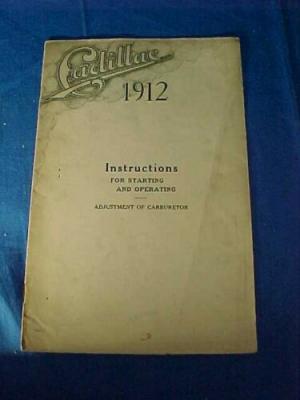 Cadillac
1912
Instructions
FOR STARTING
AND OPERATING
ADJUSTMENT OF CARBURETOR